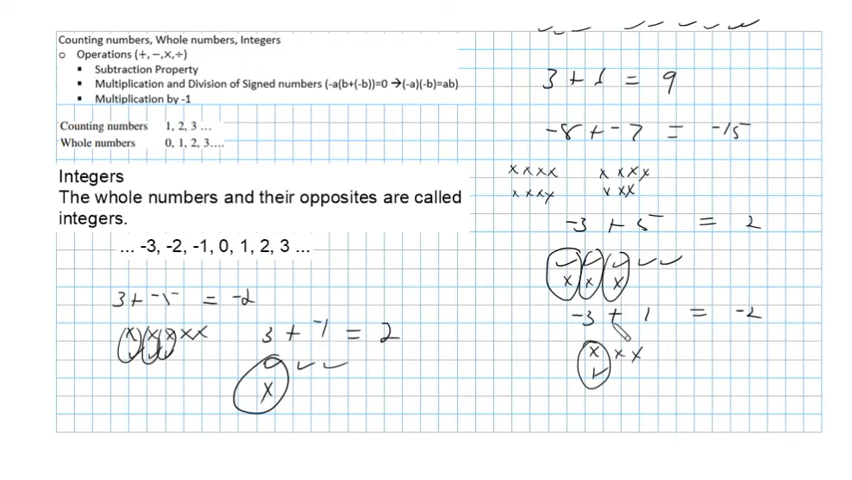 Counting numbers, Whole numbers, Integers
o Operations (+, −,x,÷)
▪ Subtraction Property
▪ Multiplication and Division of Signed numbers (-a(b+(-b))=0 →(-a)(-b)=ab)
▪ Multiplication by -1
Counting numbers 1, 2, 3 ...
Whole numbers 0, 1, 2, 3....
Integers
The whole numbers and their opposites are called
integers.
... -3, -2, -1, 0, 1, 2, 3 ...
3 + -5 = -2
x x x x x
3 + -1 = 2
x
3 + 1 = 9
-8 + -7 = -15
x x x x x x x x
x x x x x x x
-3 + 5 = 2
x x x
-3 + 1 = -2
x x x